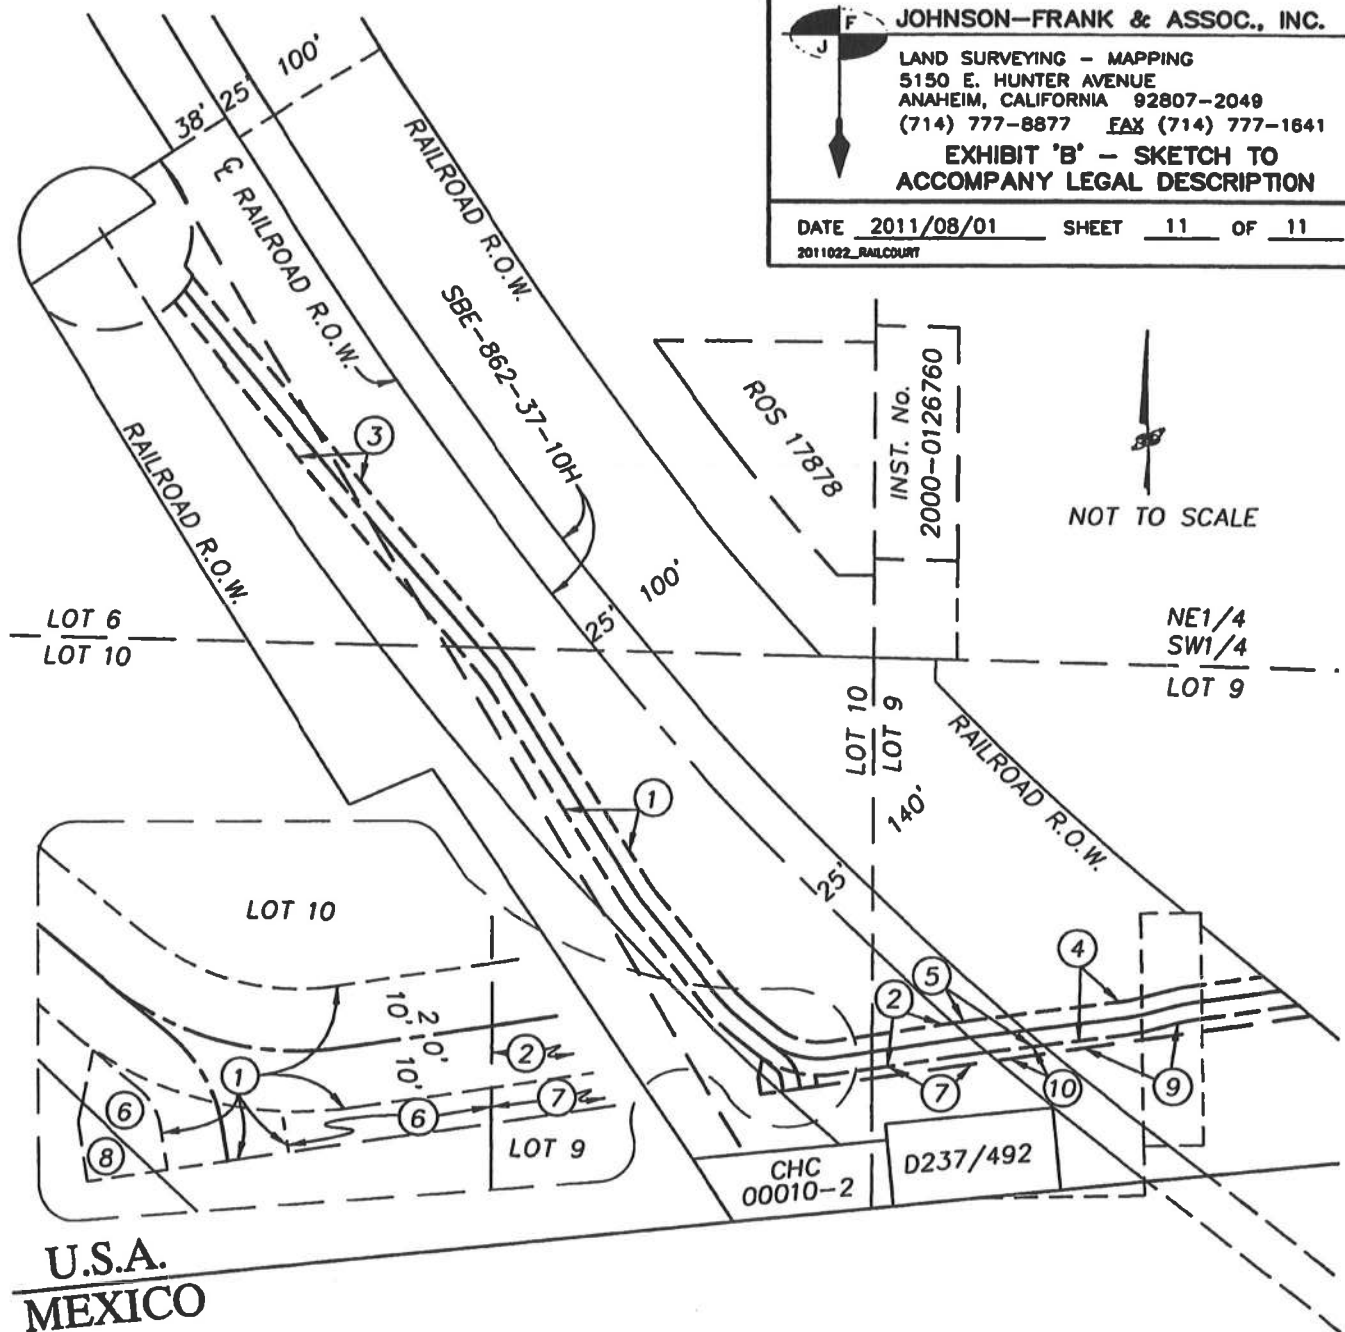 F
J
JOHNSON-FRANK & ASSOC., INC.
LAND SURVEYING - MAPPING
5150 E. HUNTER AVENUE
ANAHEIM, CALIFORNIA 92807-2049
(714) 777-8877 FAX (714) 777-1641
EXHIBIT 'B' - SKETCH TO
ACCOMPANY LEGAL DESCRIPTION
DATE 2011/08/01 SHEET 11 OF 11
2011022_RAILCOURT
38' 25' 100'
℄ RAILROAD R.O.W.
RAILROAD R.O.W.
SBE-862-37-10H
RAILROAD R.O.W.
3
ROS 17878
INST. No.
2000-0126760
NOT TO SCALE
25' 100'
LOT 6
LOT 10
NE1/4
SW1/4
LOT 9
LOT 10
LOT 9
RAILROAD R.O.W.
140'
25'
1
4
5
2
7
10
9
LOT 10
10'
20'
10'
1
2
6
7
6
8
LOT 9
CHC
00010-2
D237/492
U.S.A.
MEXICO